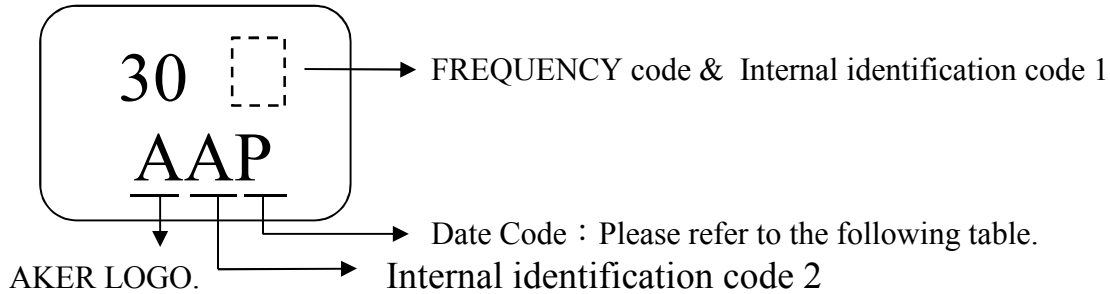 30 FREQUENCY code & Internal identification code 1
AAP
Date Code：Please refer to the following table.
AKER LOGO. Internal identification code 2